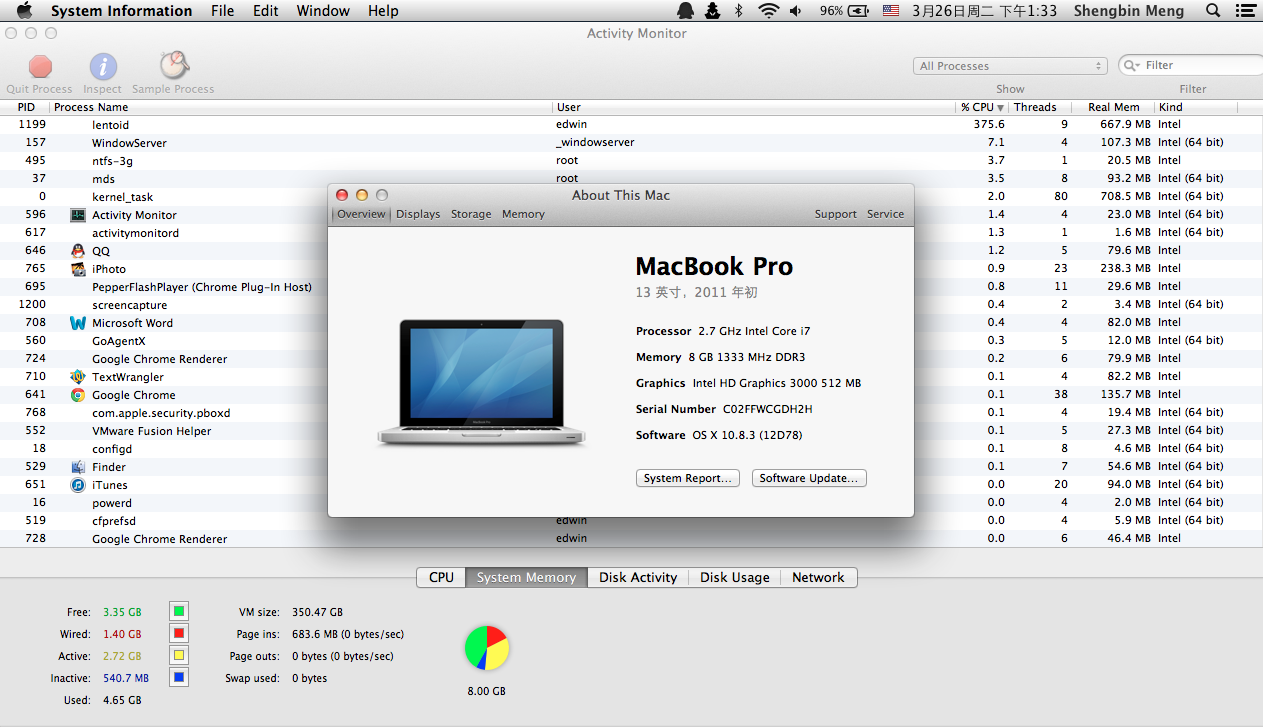 System Information File Edit Window Help 96% 3月26日周二 下午1:33 Shengbin Meng
Activity Monitor
All Processes Filter
Quit Process Inspect Sample Process Show Filter
PID Process Name User % CPU Threads Real Mem Kind
1199 lentoid edwin 375.6 9 667.9 MB Intel
157 WindowServer _windowserver 7.1 4 107.3 MB Intel (64 bit)
495 ntfs-3g root 3.7 1 20.5 MB Intel
37 mds root 3.5 8 93.2 MB Intel (64 bit)
0 kernel_task 2.0 80 708.5 MB Intel (64 bit)
596 Activity Monitor 1.4 4 23.0 MB Intel (64 bit)
617 activitymonitord 1.3 1 1.6 MB Intel (64 bit)
646 QQ 1.2 5 79.6 MB Intel
765 iPhoto 0.9 23 238.3 MB Intel
695 PepperFlashPlayer (Chrome Plug-In Host) 0.8 11 29.6 MB Intel
1200 screencapture 0.4 2 3.4 MB Intel (64 bit)
708 Microsoft Word 0.4 4 82.0 MB Intel
560 GoAgentX 0.3 5 12.0 MB Intel (64 bit)
724 Google Chrome Renderer 0.2 6 79.9 MB Intel
710 TextWrangler 0.1 4 82.2 MB Intel
641 Google Chrome 0.1 38 135.7 MB Intel
768 com.apple.security.pboxd 0.1 4 19.4 MB Intel (64 bit)
552 VMware Fusion Helper 0.1 5 27.3 MB Intel (64 bit)
18 configd 0.1 8 4.6 MB Intel (64 bit)
529 Finder 0.1 7 54.6 MB Intel (64 bit)
651 iTunes 0.0 20 94.0 MB Intel (64 bit)
16 powerd 0.0 4 2.0 MB Intel (64 bit)
519 cfprefsd edwin 0.0 4 5.9 MB Intel (64 bit)
728 Google Chrome Renderer edwin 0.0 6 46.4 MB Intel
About This Mac
Overview Displays Storage Memory Support Service
MacBook Pro
13 英寸，2011 年初
Processor 2.7 GHz Intel Core i7
Memory 8 GB 1333 MHz DDR3
Graphics Intel HD Graphics 3000 512 MB
Serial Number C02FFWCGDH2H
Software OS X 10.8.3 (12D78)
System Report... Software Update...
CPU System Memory Disk Activity Disk Usage Network
Free: 3.35 GB VM size: 350.47 GB
Wired: 1.40 GB Page ins: 683.6 MB (0 bytes/sec)
Active: 2.72 GB Page outs: 0 bytes (0 bytes/sec)
Inactive: 540.7 MB Swap used: 0 bytes
Used: 4.65 GB
8.00 GB